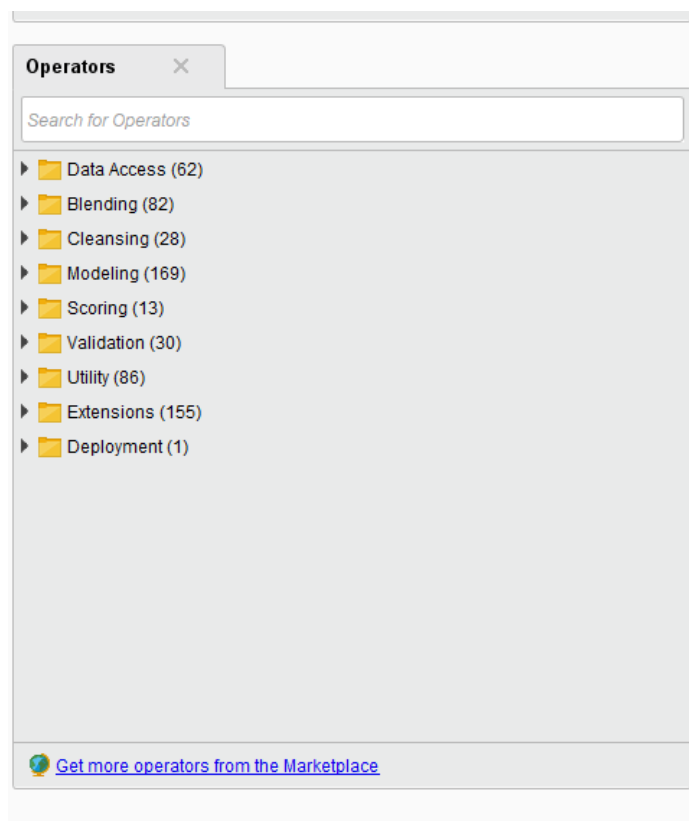 Operators
Search for Operators
Data Access (62)
Blending (82)
Cleansing (28)
Modeling (169)
Scoring (13)
Validation (30)
Utility (86)
Extensions (155)
Deployment (1)
Get more operators from the Marketplace